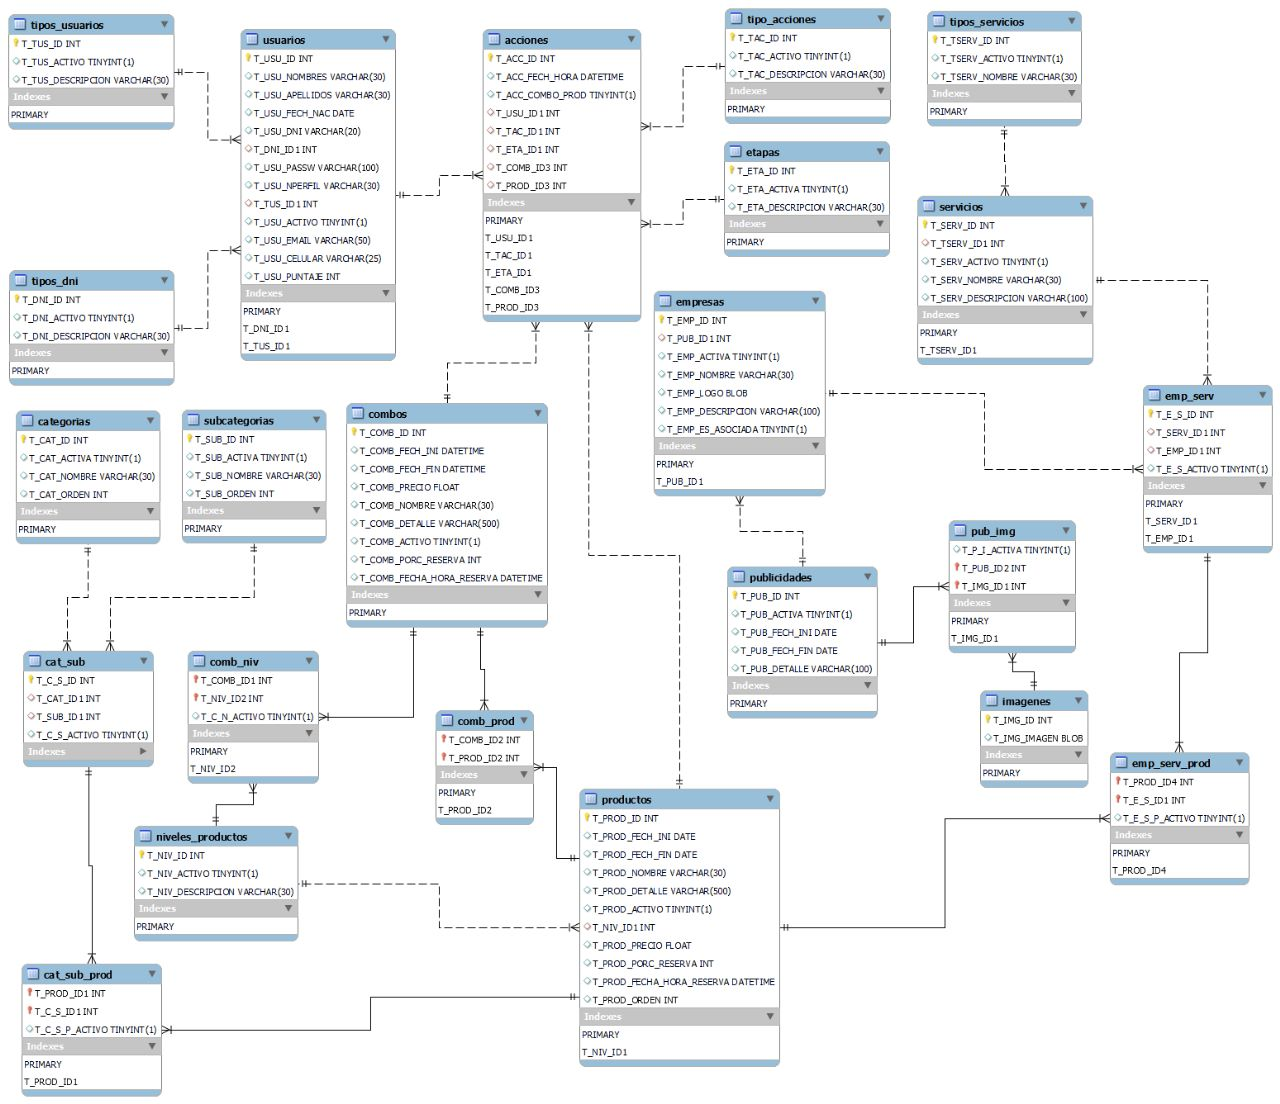 tipos_usuarios
T_TUS_ID INT
T_TUS_ACTIVO TINYINT(1)
T_TUS_DESCRIPCION VARCHAR(30)
Indexes
PRIMARY
usuarios
T_USU_ID INT
T_USU_NOMBRES VARCHAR(30)
T_USU_APELLIDOS VARCHAR(30)
T_USU_FECH_NAC DATE
T_USU_DNI VARCHAR(20)
T_DNI_ID1 INT
T_USU_PASSW VARCHAR(100)
T_USU_NPERFIL VARCHAR(30)
T_TUS_ID1 INT
T_USU_ACTIVO TINYINT(1)
T_USU_EMAIL VARCHAR(50)
T_USU_CELULAR VARCHAR(25)
T_USU_PUNTAJE INT
Indexes
PRIMARY
T_DNI_ID1
T_TUS_ID1
acciones
T_ACC_ID INT
T_ACC_FECH_HORA DATETIME
T_ACC_COMBO_PROD TINYINT(1)
T_USU_ID1 INT
T_TAC_ID1 INT
T_ETA_ID1 INT
T_COMB_ID3 INT
T_PROD_ID3 INT
Indexes
PRIMARY
T_USU_ID1
T_TAC_ID1
T_ETA_ID1
T_COMB_ID3
T_PROD_ID3
tipo_acciones
T_TAC_ID INT
T_TAC_ACTIVO TINYINT(1)
T_TAC_DESCRIPCION VARCHAR(30)
Indexes
PRIMARY
tipos_servicios
T_TSERV_ID INT
T_TSERV_ACTIVO TINYINT(1)
T_TSERV_NOMBRE VARCHAR(30)
Indexes
PRIMARY
etapas
T_ETA_ID INT
T_ETA_ACTIVA TINYINT(1)
T_ETA_DESCRIPCION VARCHAR(30)
Indexes
PRIMARY
servicios
T_SERV_ID INT
T_TSERV_ID1 INT
T_SERV_ACTIVO TINYINT(1)
T_SERV_NOMBRE VARCHAR(30)
T_SERV_DESCRIPCION VARCHAR(100)
Indexes
PRIMARY
T_TSERV_ID1
tipos_dni
T_DNI_ID INT
T_DNI_ACTIVO TINYINT(1)
T_DNI_DESCRIPCION VARCHAR(30)
Indexes
PRIMARY
empresas
T_EMP_ID INT
T_PUB_ID1 INT
T_EMP_ACTIVA TINYINT(1)
T_EMP_NOMBRE VARCHAR(30)
T_EMP_LOGO BLOB
T_EMP_DESCRIPCION VARCHAR(100)
T_EMP_ES_ASOCIADA TINYINT(1)
Indexes
PRIMARY
T_PUB_ID1
emp_serv
T_E_S_ID INT
T_SERV_ID1 INT
T_EMP_ID1 INT
T_E_S_ACTIVO TINYINT(1)
Indexes
PRIMARY
T_SERV_ID1
T_EMP_ID1
categorias
T_CAT_ID INT
T_CAT_ACTIVA TINYINT(1)
T_CAT_NOMBRE VARCHAR(30)
T_CAT_ORDEN INT
Indexes
PRIMARY
subcategorias
T_SUB_ID INT
T_SUB_ACTIVA TINYINT(1)
T_SUB_NOMBRE VARCHAR(30)
T_SUB_ORDEN INT
Indexes
PRIMARY
combos
T_COMB_ID INT
T_COMB_FECH_INI DATETIME
T_COMB_FECH_FIN DATETIME
T_COMB_PRECIO FLOAT
T_COMB_NOMBRE VARCHAR(30)
T_COMB_DETALLE VARCHAR(500)
T_COMB_ACTIVO TINYINT(1)
T_COMB_PORC_RESERVA INT
T_COMB_FECHA_HORA_RESERVA DATETIME
Indexes
PRIMARY
pub_img
T_P_I_ACTIVA TINYINT(1)
T_PUB_ID2 INT
T_IMG_ID1 INT
Indexes
PRIMARY
T_IMG_ID1
publicidades
T_PUB_ID INT
T_PUB_ACTIVA TINYINT(1)
T_PUB_FECH_INI DATE
T_PUB_FECH_FIN DATE
T_PUB_DETALLE VARCHAR(100)
Indexes
PRIMARY
cat_sub
T_C_S_ID INT
T_CAT_ID1 INT
T_SUB_ID1 INT
T_C_S_ACTIVO TINYINT(1)
Indexes
comb_niv
T_COMB_ID1 INT
T_NIV_ID2 INT
T_C_N_ACTIVO TINYINT(1)
Indexes
PRIMARY
T_NIV_ID2
comb_prod
T_COMB_ID2 INT
T_PROD_ID2 INT
Indexes
PRIMARY
T_PROD_ID2
imagenes
T_IMG_ID INT
T_IMG_IMAGEN BLOB
Indexes
PRIMARY
emp_serv_prod
T_PROD_ID4 INT
T_E_S_ID1 INT
T_E_S_P_ACTIVO TINYINT(1)
Indexes
PRIMARY
T_PROD_ID4
niveles_productos
T_NIV_ID INT
T_NIV_ACTIVO TINYINT(1)
T_NIV_DESCRIPCION VARCHAR(30)
Indexes
PRIMARY
productos
T_PROD_ID INT
T_PROD_FECH_INI DATE
T_PROD_FECH_FIN DATE
T_PROD_NOMBRE VARCHAR(30)
T_PROD_DETALLE VARCHAR(500)
T_PROD_ACTIVO TINYINT(1)
T_NIV_ID1 INT
T_PROD_PRECIO FLOAT
T_PROD_PORC_RESERVA INT
T_PROD_FECHA_HORA_RESERVA DATETIME
T_PROD_ORDEN INT
Indexes
PRIMARY
T_NIV_ID1
cat_sub_prod
T_PROD_ID1 INT
T_C_S_ID1 INT
T_C_S_P_ACTIVO TINYINT(1)
Indexes
PRIMARY
T_PROD_ID1